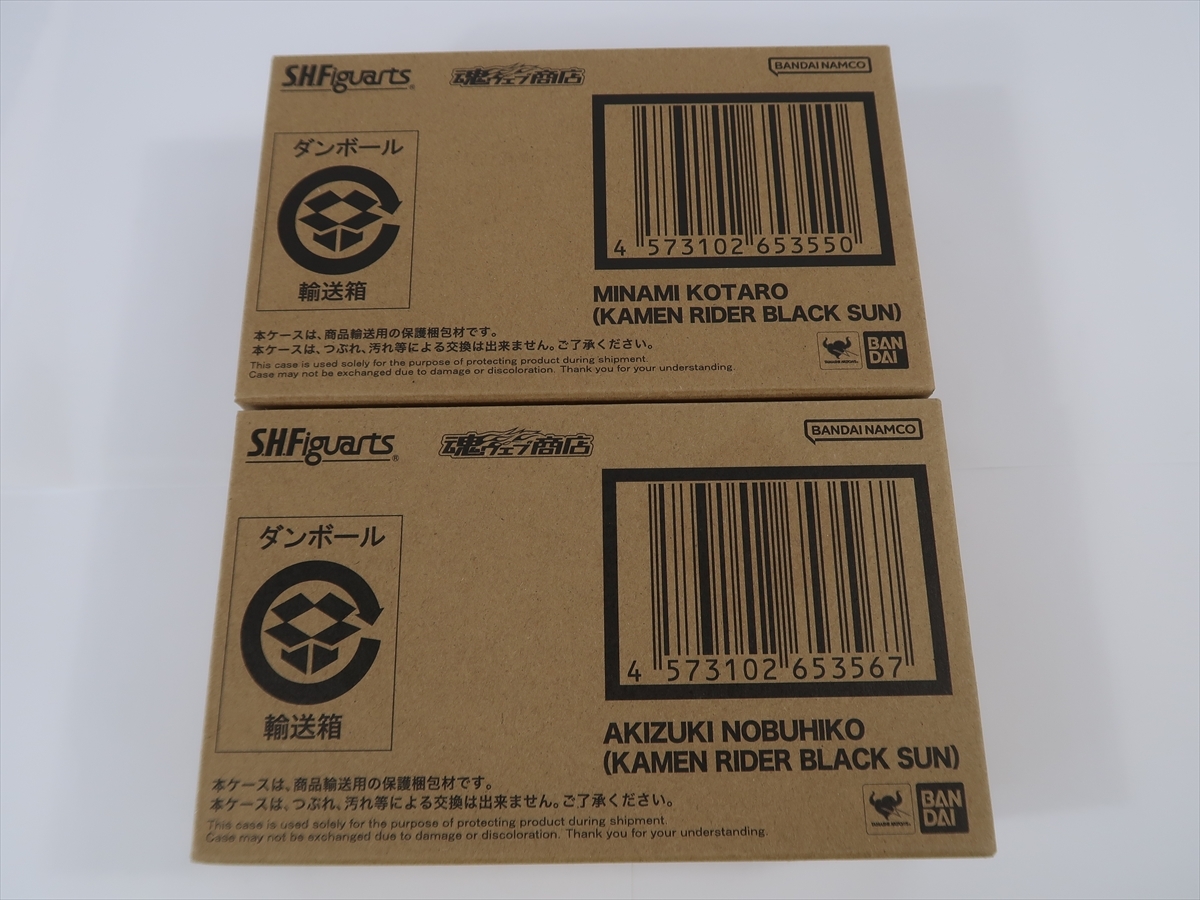 S.H.Figuarts®
魂ウェブ商店
BANDAI NAMCO
ダンボール
輸送箱
4 573102 653550
MINAMI KOTARO
(KAMEN RIDER BLACK SUN)
本ケースは、商品輸送用の保護梱包材です。
本ケースは、つぶれ、汚れ等による交換は出来ません。ご了承ください。
This case is used solely for the purpose of protecting product during shipment.
Case may not be exchanged due to damage or discoloration. Thank you for your understanding.
BAN
DAI
S.H.Figuarts®
魂ウェブ商店
BANDAI NAMCO
ダンボール
輸送箱
4 573102 653567
AKIZUKI NOBUHIKO
(KAMEN RIDER BLACK SUN)
本ケースは、商品輸送用の保護梱包材です。
本ケースは、つぶれ、汚れ等による交換は出来ません。ご了承ください。
This case is used solely for the purpose of protecting product during shipment.
Case may not be exchanged due to damage or discoloration. Thank you for your understanding.
BAN
DAI